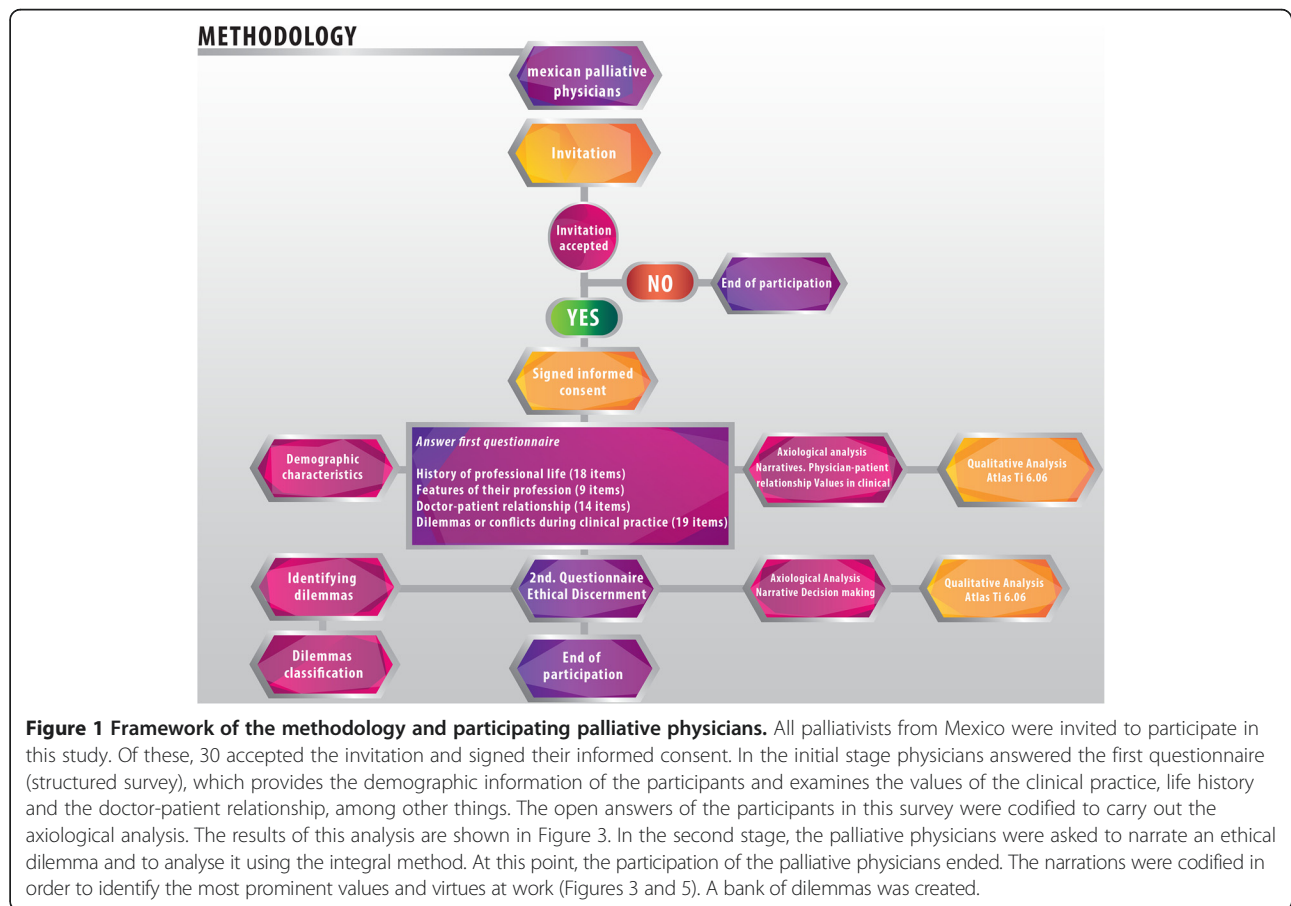 METHODOLOGY
mexican palliative
physicians
Invitation
Invitation
accepted
NO
End of participation
YES
Signed informed
consent
Demographic
characteristics
Answer first questionnaire
History of professional life (18 items)
Features of their profession (9 items)
Doctor-patient relationship (14 items)
Dilemmas or conflicts during clinical practice (19 items)
Axiological analysis
Narratives. Physician-patient
relationship Values in clinical
Qualitative Analysis
Atlas Ti 6.06
Identifying
dilemmas
2nd. Questionnaire
Ethical Discernment
Axiological Analysis
Narrative Decision making
Qualitative Analysis
Atlas Ti 6.06
Dilemmas
classification
End of
participation
Figure 1 Framework of the methodology and participating palliative physicians. All palliativists from Mexico were invited to participate in
this study. Of these, 30 accepted the invitation and signed their informed consent. In the initial stage physicians answered the first questionnaire
(structured survey), which provides the demographic information of the participants and examines the values of the clinical practice, life history
and the doctor-patient relationship, among other things. The open answers of the participants in this survey were codified to carry out the
axiological analysis. The results of this analysis are shown in Figure 3. In the second stage, the palliative physicians were asked to narrate an ethical
dilemma and to analyse it using the integral method. At this point, the participation of the palliative physicians ended. The narrations were codified in
order to identify the most prominent values and virtues at work (Figures 3 and 5). A bank of dilemmas was created.